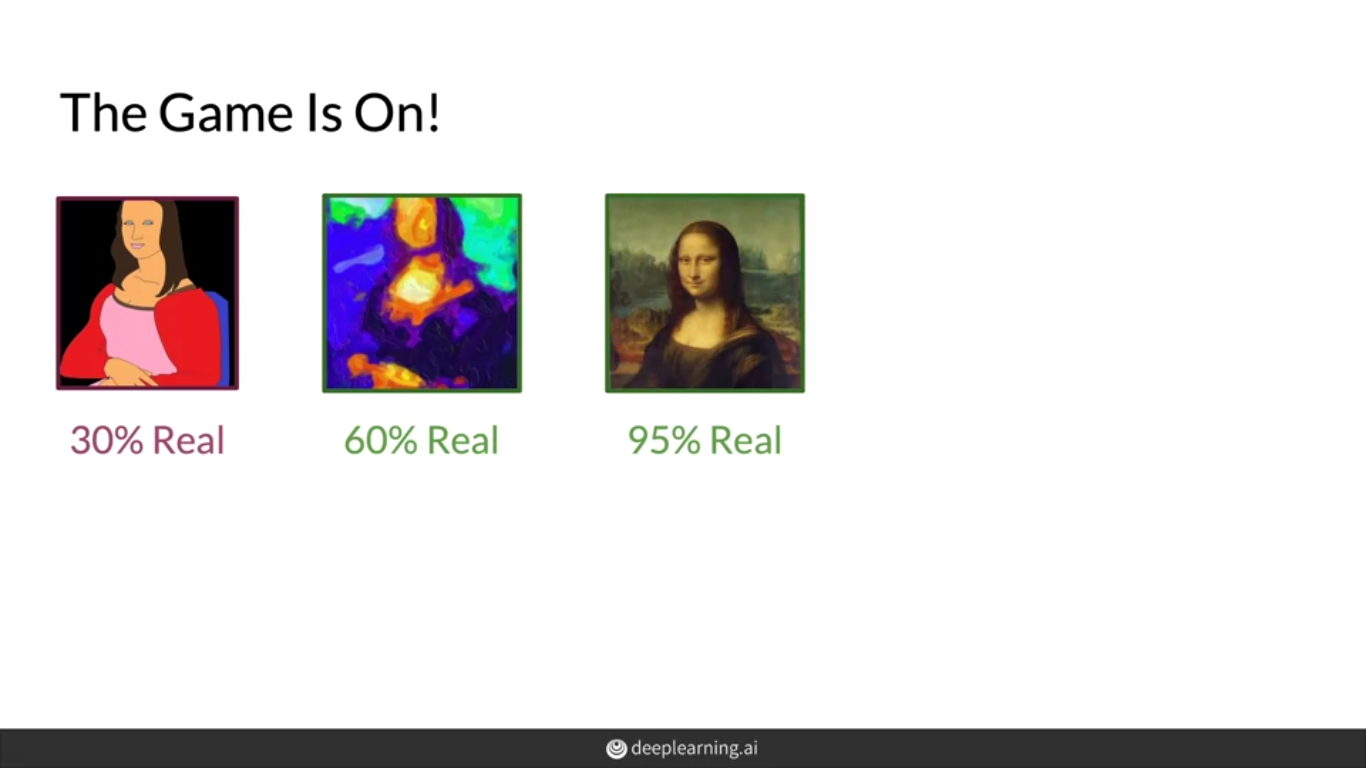 The Game Is On!
30% Real
60% Real
95% Real
deeplearning.ai